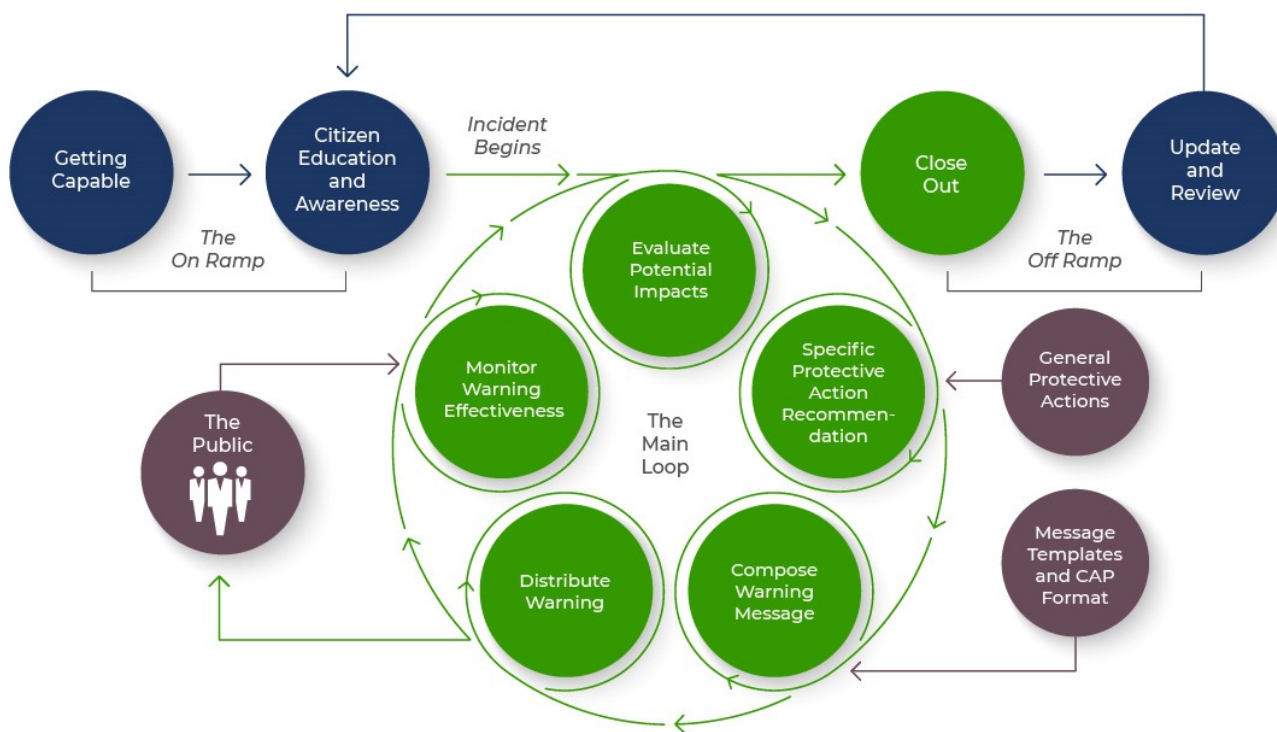 Getting
Capable
The
On Ramp
Citizen
Education
and
Awareness
Incident
Begins
Evaluate
Potential
Impacts
Close
Out
The
Off Ramp
Update
and
Review
Monitor
Warning
Effectiveness
The
Main
Loop
Specific
Protective
Action
Recommen-
dation
General
Protective
Actions
The
Public
Distribute
Warning
Compose
Warning
Message
Message
Templates
and CAP
Format